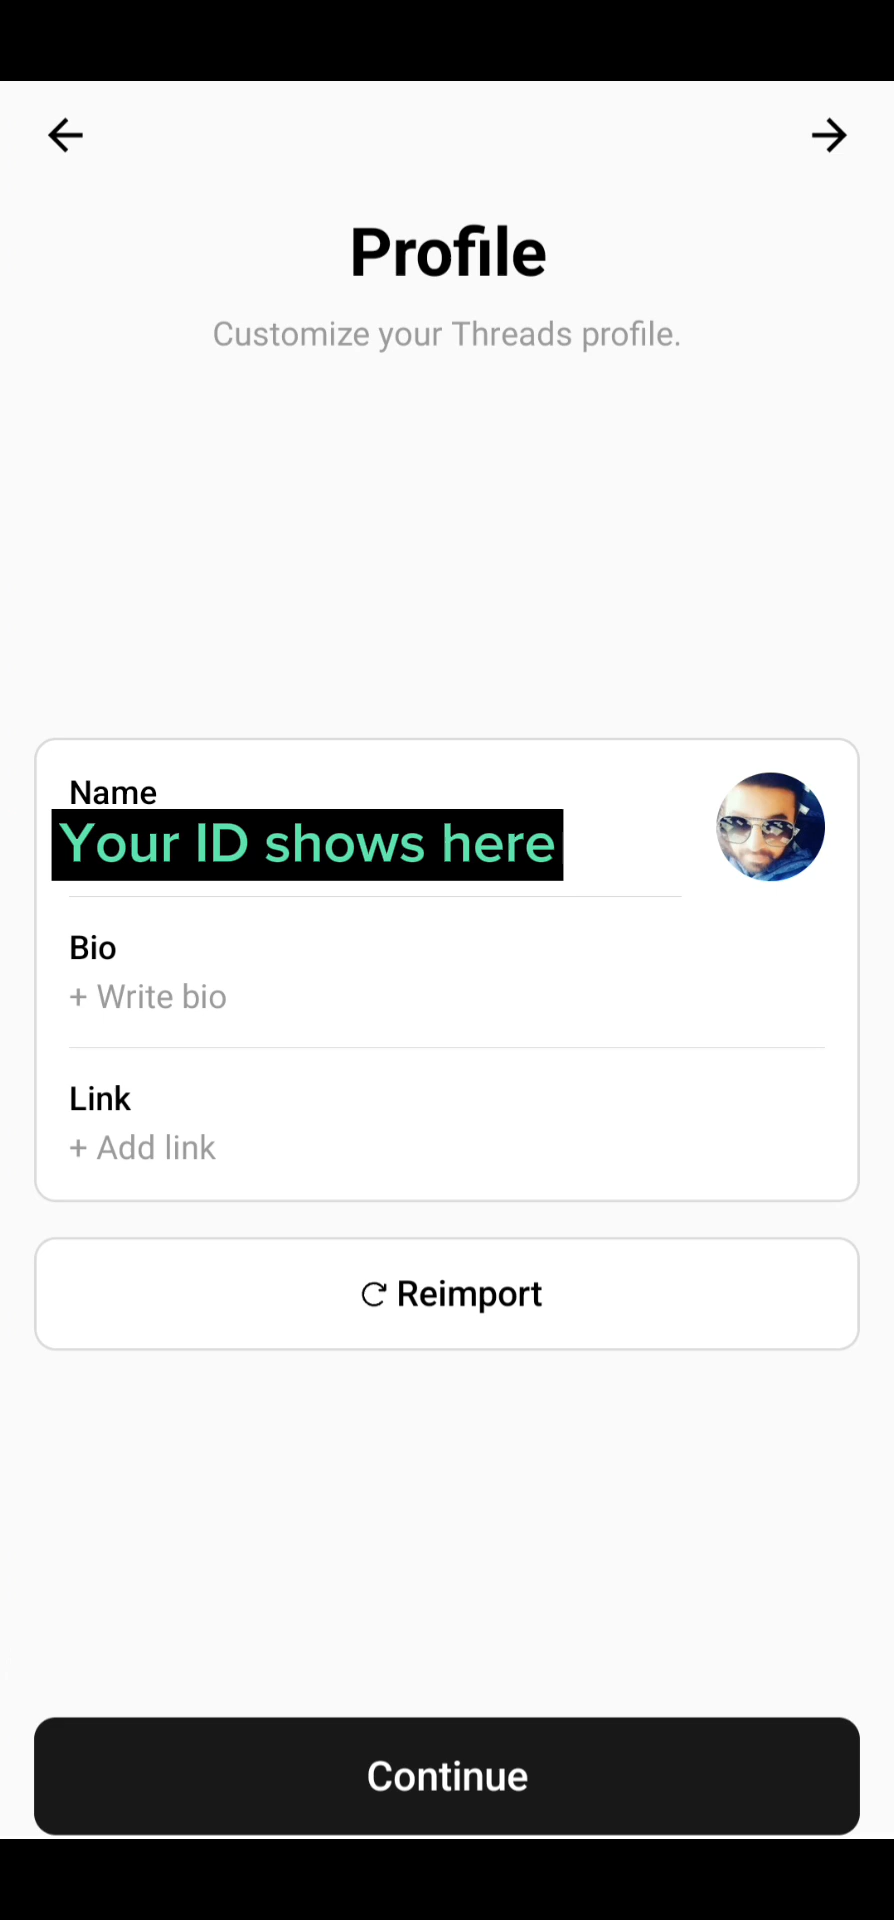 Profile
Customize your Threads profile.
Name
Your ID shows here
Bio
+ Write bio
Link
+ Add link
Reimport
Continue